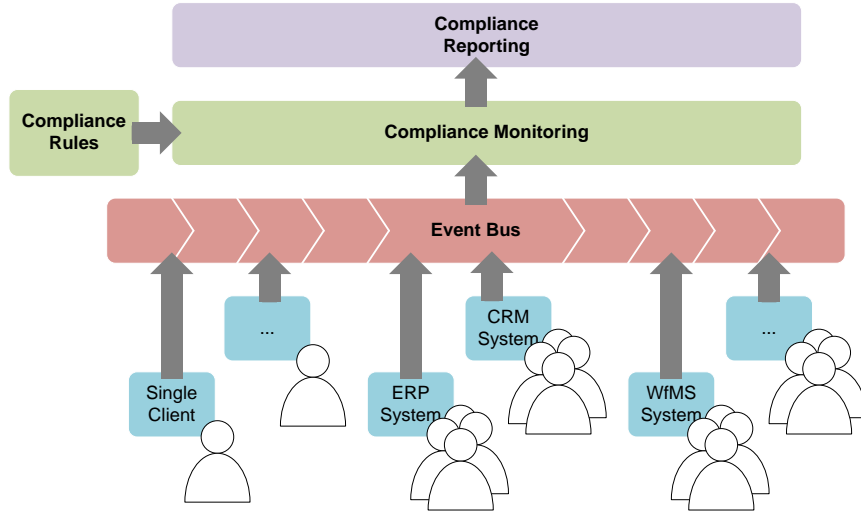 Compliance
Reporting
Compliance
Rules
Compliance Monitoring
Event Bus
...
CRM
System
...
Single
Client
ERP
System
WfMS
System